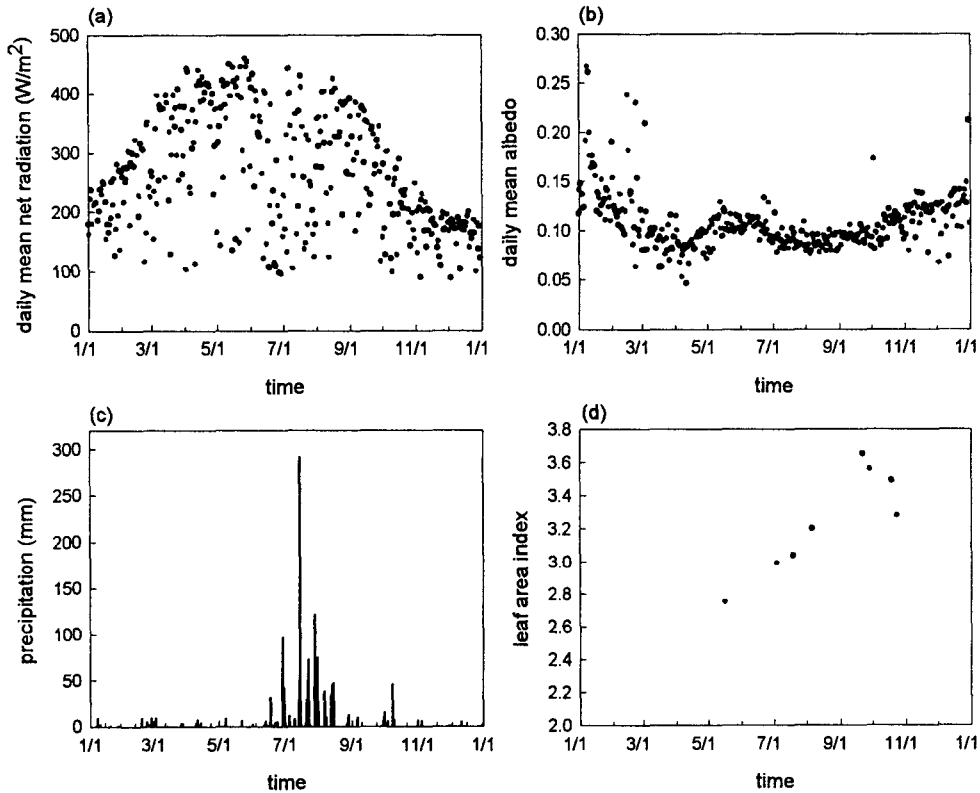 (a)
daily mean net radiation (W/m²)
500
400
300
200
100
0
1/1 3/1 5/1 7/1 9/1 11/1 1/1
time
(b)
daily mean albedo
0.30
0.25
0.20
0.15
0.10
0.05
0.00
1/1 3/1 5/1 7/1 9/1 11/1 1/1
time
(c)
precipitation (mm)
300
250
200
150
100
50
0
1/1 3/1 5/1 7/1 9/1 11/1 1/1
time
(d)
leaf area index
3.8
3.6
3.4
3.2
3.0
2.8
2.6
2.4
2.2
2.0
1/1 3/1 5/1 7/1 9/1 11/1 1/1
time